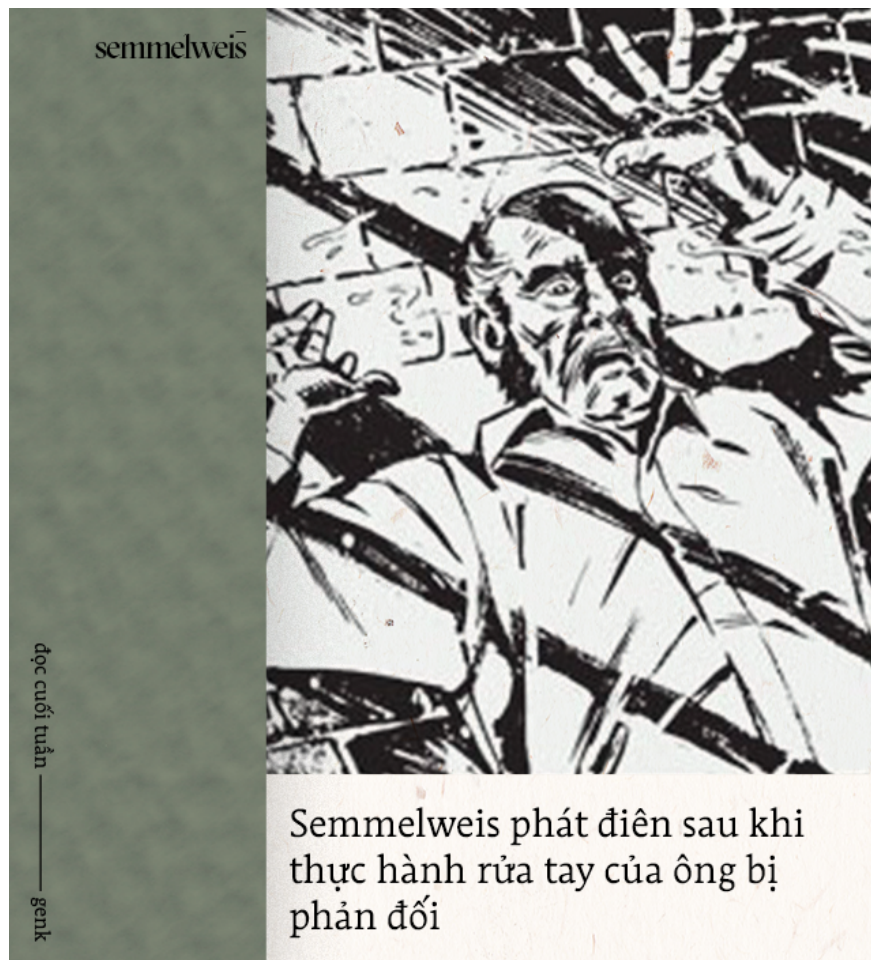 semmelweis
Semmelweis phát điên sau khi
thực hành rửa tay của ông bị
phản đối
đọc cuối tuần
genk